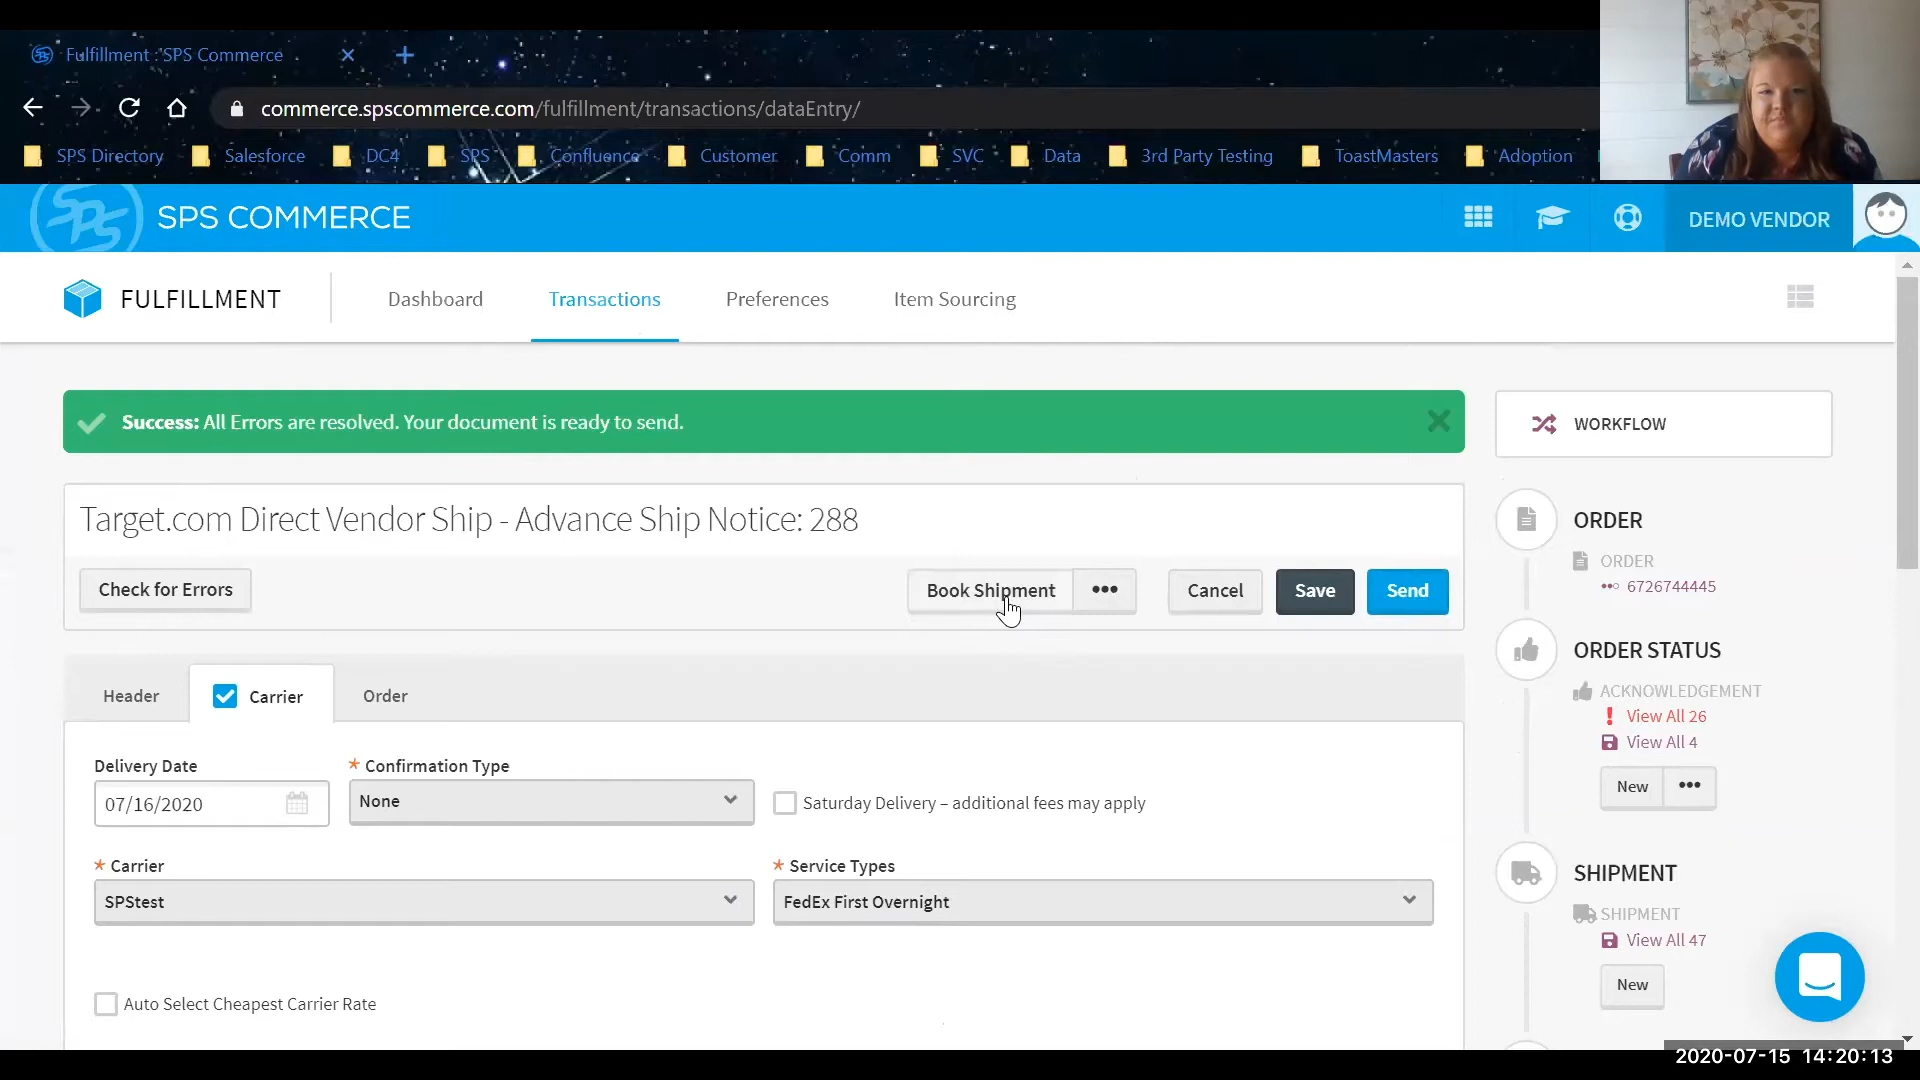 Fulfillment : SPS Commerce
commerce.spscommerce.com/fulfillment/transactions/dataEntry/
SPS Directory
Salesforce
DC4
SPS
Confluence
Customer
Comm
SVC
Data
3rd Party Testing
ToastMasters
Adoption
SPS COMMERCE
DEMO VENDOR
FULFILLMENT
Dashboard
Transactions
Preferences
Item Sourcing
Success: All Errors are resolved. Your document is ready to send.
WORKFLOW
Target.com Direct Vendor Ship - Advance Ship Notice: 288
Check for Errors
Book Shipment
•••
Cancel
Save
Send
Header
Carrier
Order
Delivery Date
07/16/2020
* Confirmation Type
None
Saturday Delivery – additional fees may apply
* Carrier
SPStest
* Service Types
FedEx First Overnight
Auto Select Cheapest Carrier Rate
ORDER
ORDER
6726744445
ORDER STATUS
ACKNOWLEDGEMENT
View All 26
View All 4
New
•••
SHIPMENT
SHIPMENT
View All 47
New
2020-07-15 14:20:13